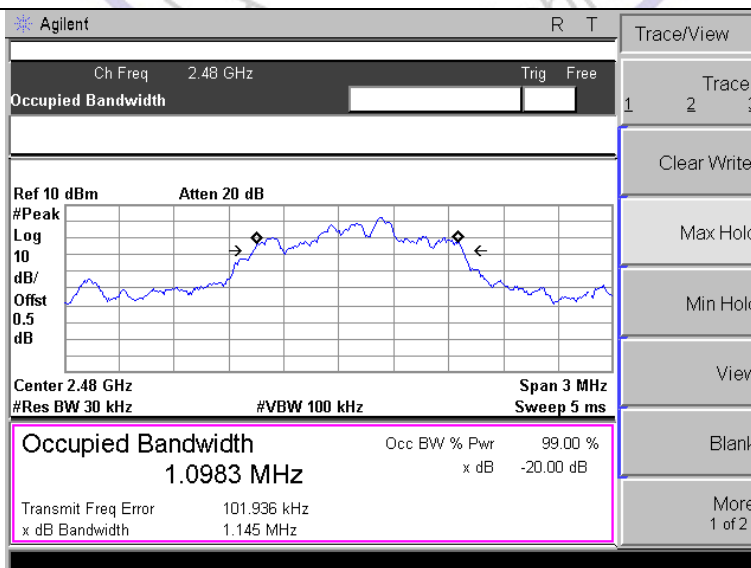 Agilent R T
Trace/View
Ch Freq 2.48 GHz Trig Free
Occupied Bandwidth
Trace
1 2
Clear Write
Ref 10 dBm Atten 20 dB
#Peak
Log
10
dB/
Offst
0.5
dB
Max Hold
Min Hold
View
Center 2.48 GHz Span 3 MHz
#Res BW 30 kHz #VBW 100 kHz Sweep 5 ms
Blank
Occupied Bandwidth
1.0983 MHz
Occ BW % Pwr 99.00 %
x dB -20.00 dB
Transmit Freq Error 101.936 kHz
x dB Bandwidth 1.145 MHz
More
1 of 2